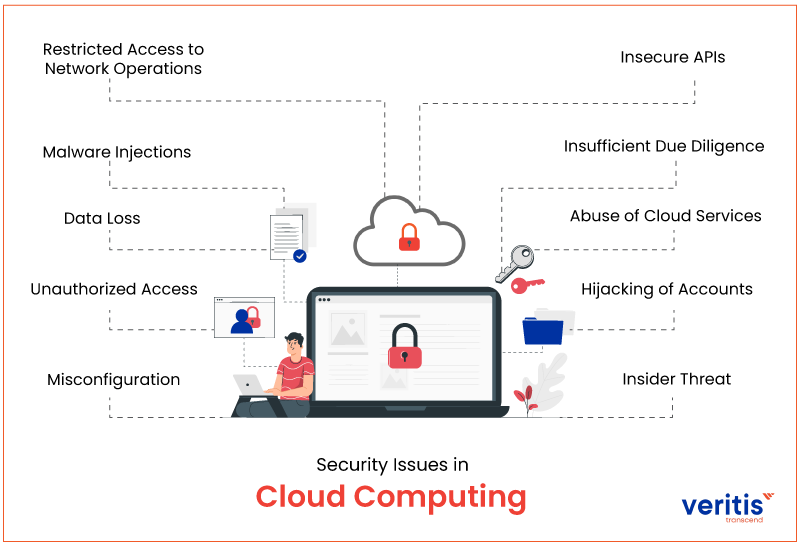 Restricted Access to
Network Operations
Malware Injections
Data Loss
Unauthorized Access
Misconfiguration
Insecure APIs
Insufficient Due Diligence
Abuse of Cloud Services
Hijacking of Accounts
Insider Threat
Security Issues in
Cloud Computing
veritis
transcend